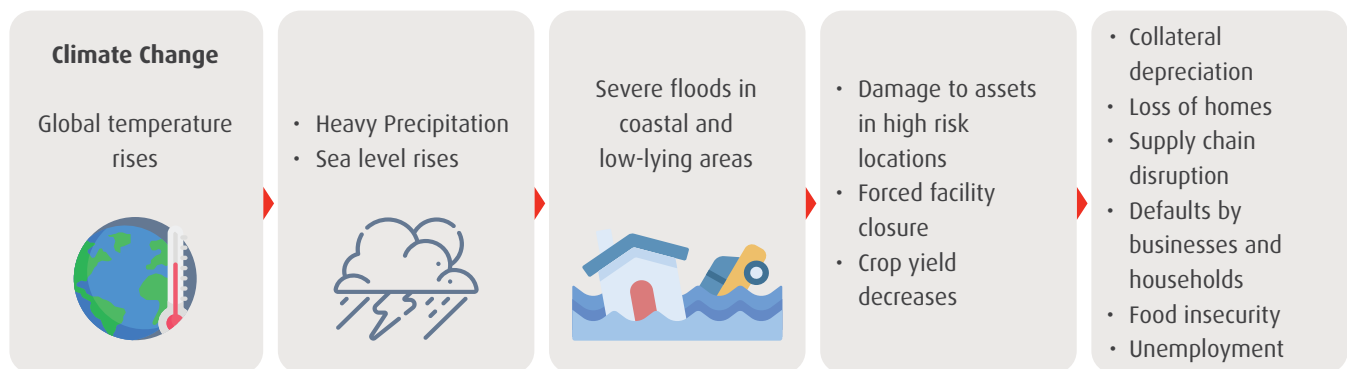 Climate Change
Global temperature
rises
• Heavy Precipitation
• Sea level rises
Severe floods in
coastal and
low-lying areas
• Damage to assets
in high risk
locations
• Forced facility
closure
• Crop yield
decreases
• Collateral
depreciation
• Loss of homes
• Supply chain
disruption
• Defaults by
businesses and
households
• Food insecurity
• Unemployment